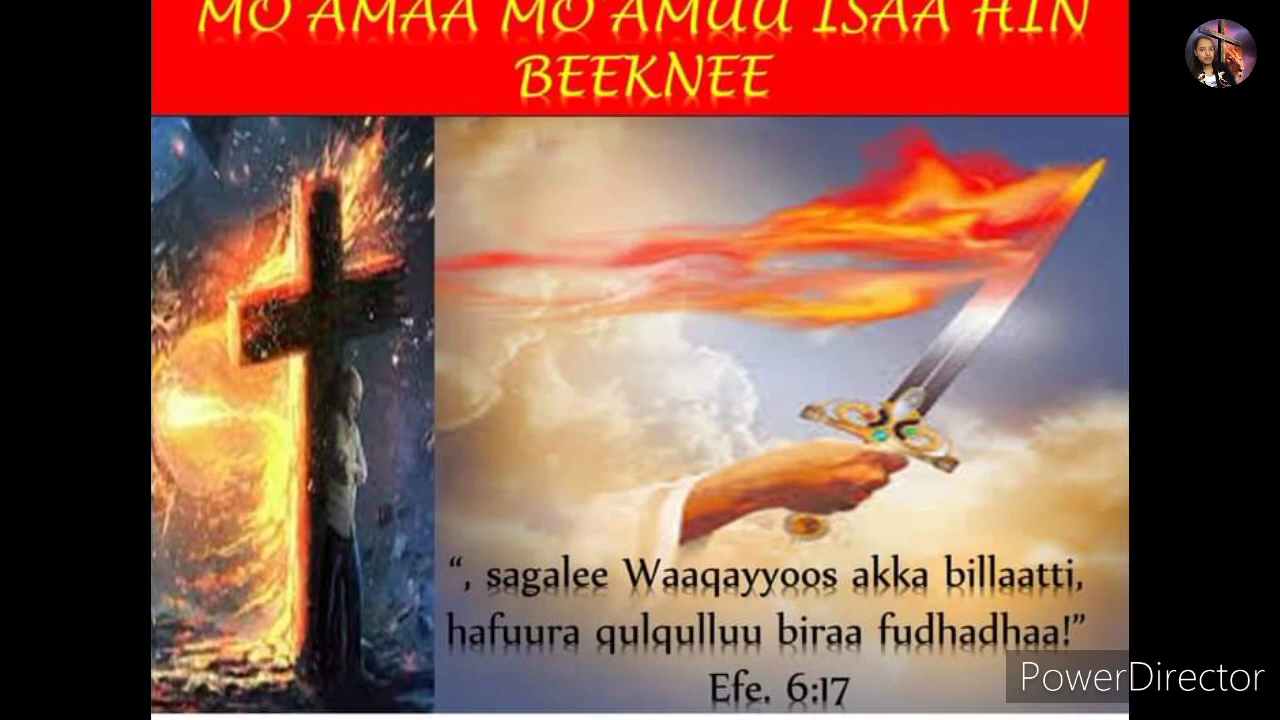 MO'AMAA MO'AMUU ISAA HIN
BEEKNEE
“, sagalee Waaqayyoos akka billaatti,
hafuura qulqulluu biraa fudhadhaa!”
Efe. 6:17
PowerDirector